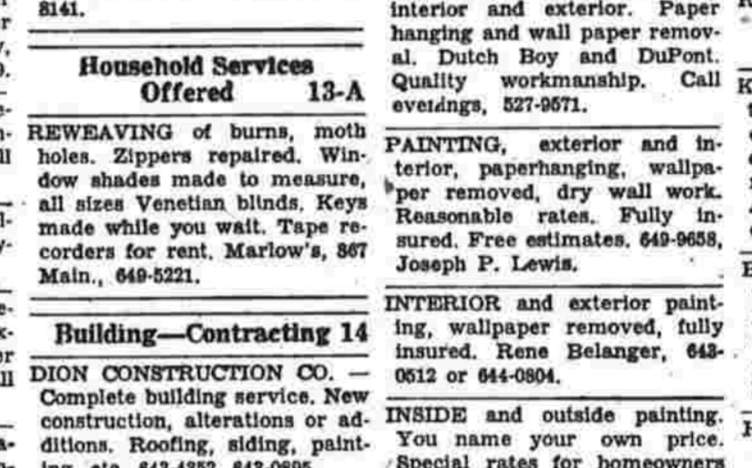 8141.
Household Services
Offered 13-A
REWEAVING of burns, moth
holes. Zippers repaired. Win-
dow shades made to measure,
all sizes Venetian blinds. Keys
made while you wait. Tape re-
corders for rent. Marlow's, 867
Main., 649-5221.
Building—Contracting 14
DION CONSTRUCTION CO. —
Complete building service. New
construction, alterations or ad-
ditions. Roofing, siding, paint-
interior and exterior. Paper
hanging and wall paper remov-
al. Dutch Boy and DuPont.
Quality workmanship. Call
evenings, 527-9571.
PAINTING, exterior and in-
terior, paperhanging, wallpa-
per removed, dry wall work.
Reasonable rates. Fully in-
sured. Free estimates. 649-9658,
Joseph P. Lewis.
INTERIOR and exterior paint-
ing, wallpaper removed, fully
insured. Rene Belanger, 643-
0512 or 644-0804.
INSIDE and outside painting.
You name your own price.
Special rates for homeowners